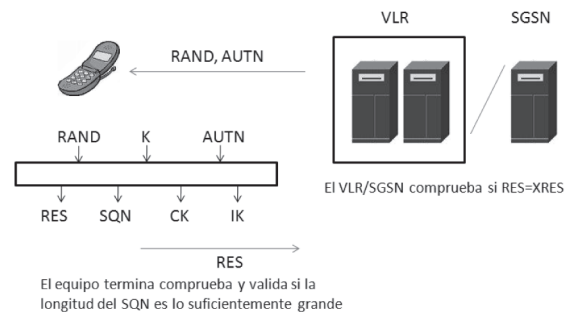 VLR SGSN
RAND, AUTN
RAND K AUTN
El VLR/SGSN comprueba si RES=XRES
RES SQN CK IK
RES
El equipo termina comprueba y valida si la
longitud del SQN es lo suficientemente grande